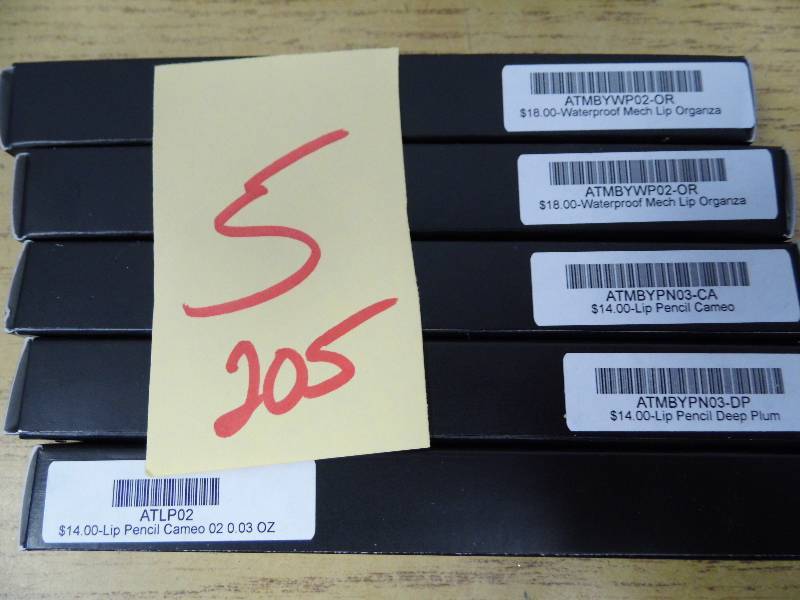 ATMBYWP02-OR
$18.00-Waterproof Mech Lip Organza
ATMBYWP02-OR
$18.00-Waterproof Mech Lip Organza
ATMBYPN03-CA
$14.00-Lip Pencil Cameo
ATMBYPN03-DP
$14.00-Lip Pencil Deep Plum
ATLP02
$14.00-Lip Pencil Cameo 02 0.03 OZ
5
205